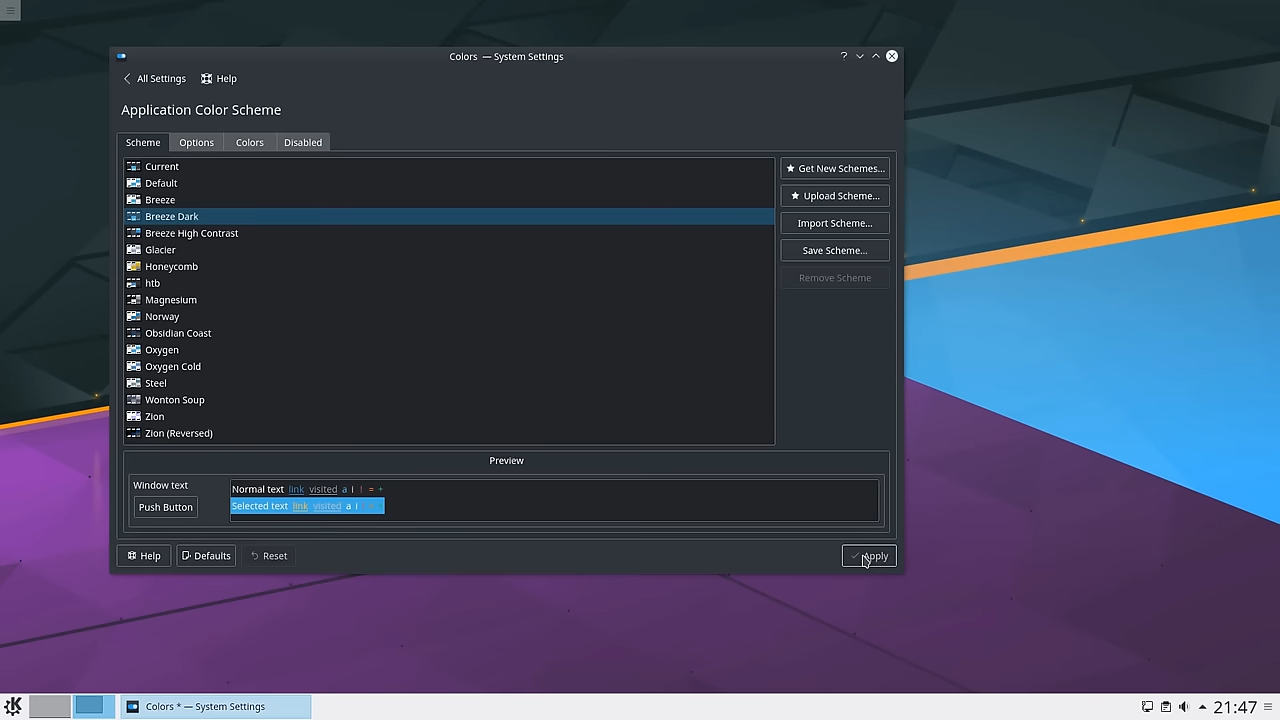 Colors — System Settings
All Settings Help
Application Color Scheme
Scheme Options Colors Disabled
Current
Default
Breeze
Breeze Dark
Breeze High Contrast
Glacier
Honeycomb
htb
Magnesium
Norway
Obsidian Coast
Oxygen
Oxygen Cold
Steel
Wonton Soup
Zion
Zion (Reversed)
Get New Schemes...
Upload Scheme...
Import Scheme...
Save Scheme...
Remove Scheme
Preview
Window text
Push Button
Normal text link visited a i ! = +
Selected text link visited a i
Help Defaults Reset Apply
Colors * — System Settings
21:47